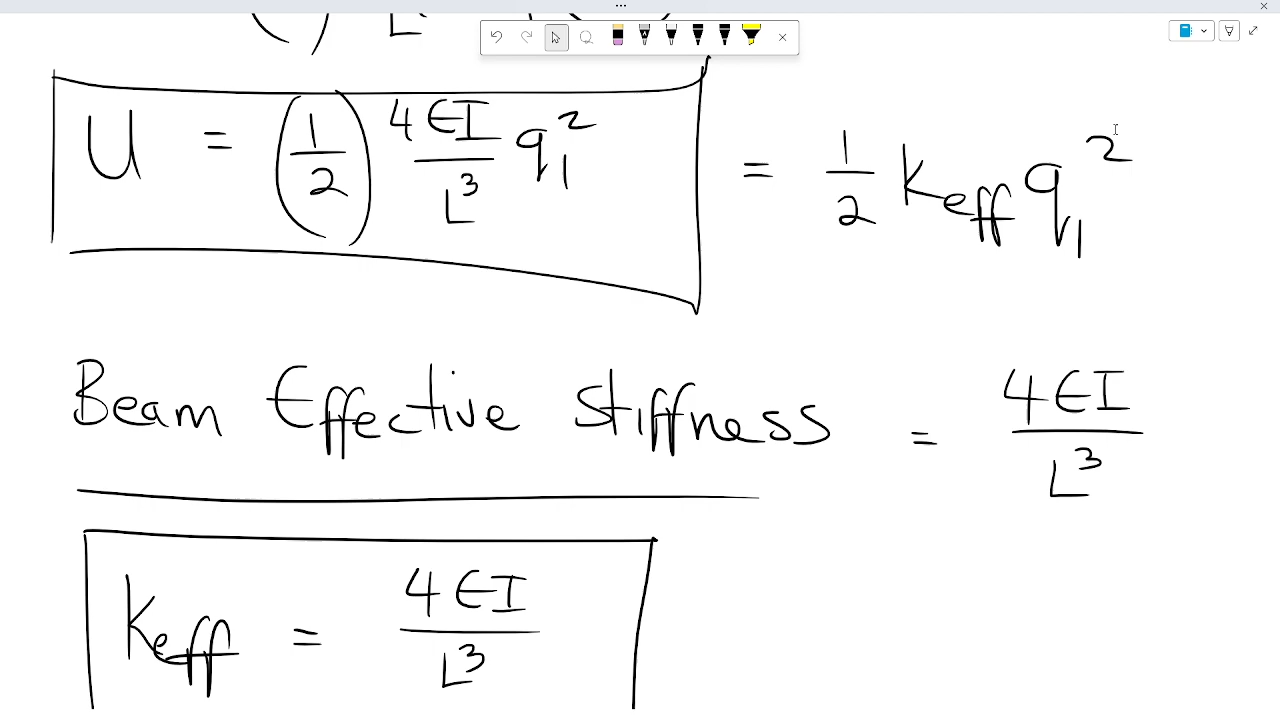 U = (1/2) 4EI/L³ q₁² = 1/2 Keff q₁²
Beam Effective Stiffness = 4EI/L³
Keff = 4EI/L³